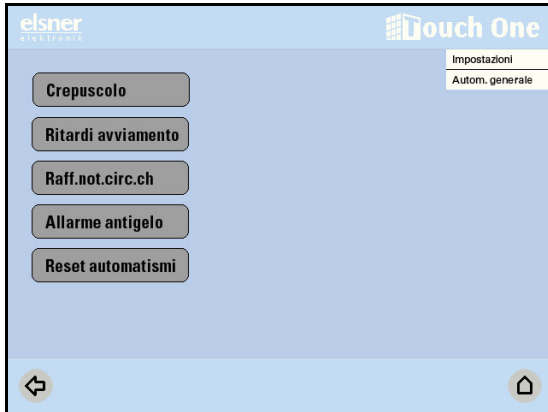 elsner
elektronik
Touch One
Impostazioni
Autom. generale
Crepuscolo
Ritardi avviamento
Raff.not.circ.ch
Allarme antigelo
Reset automatismi